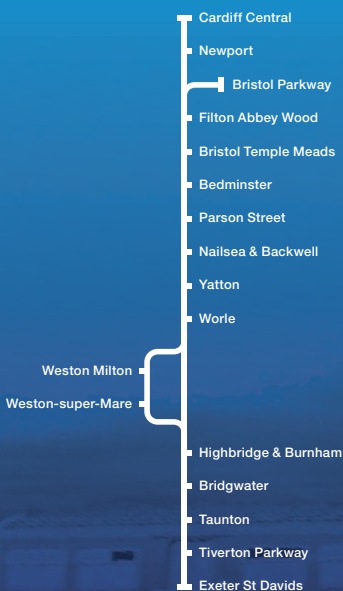 Cardiff Central
Newport
Bristol Parkway
Filton Abbey Wood
Bristol Temple Meads
Bedminster
Parson Street
Nailsea & Backwell
Yatton
Worle
Weston Milton
Weston-super-Mare
Highbridge & Burnham
Bridgwater
Taunton
Tiverton Parkway
Exeter St Davids